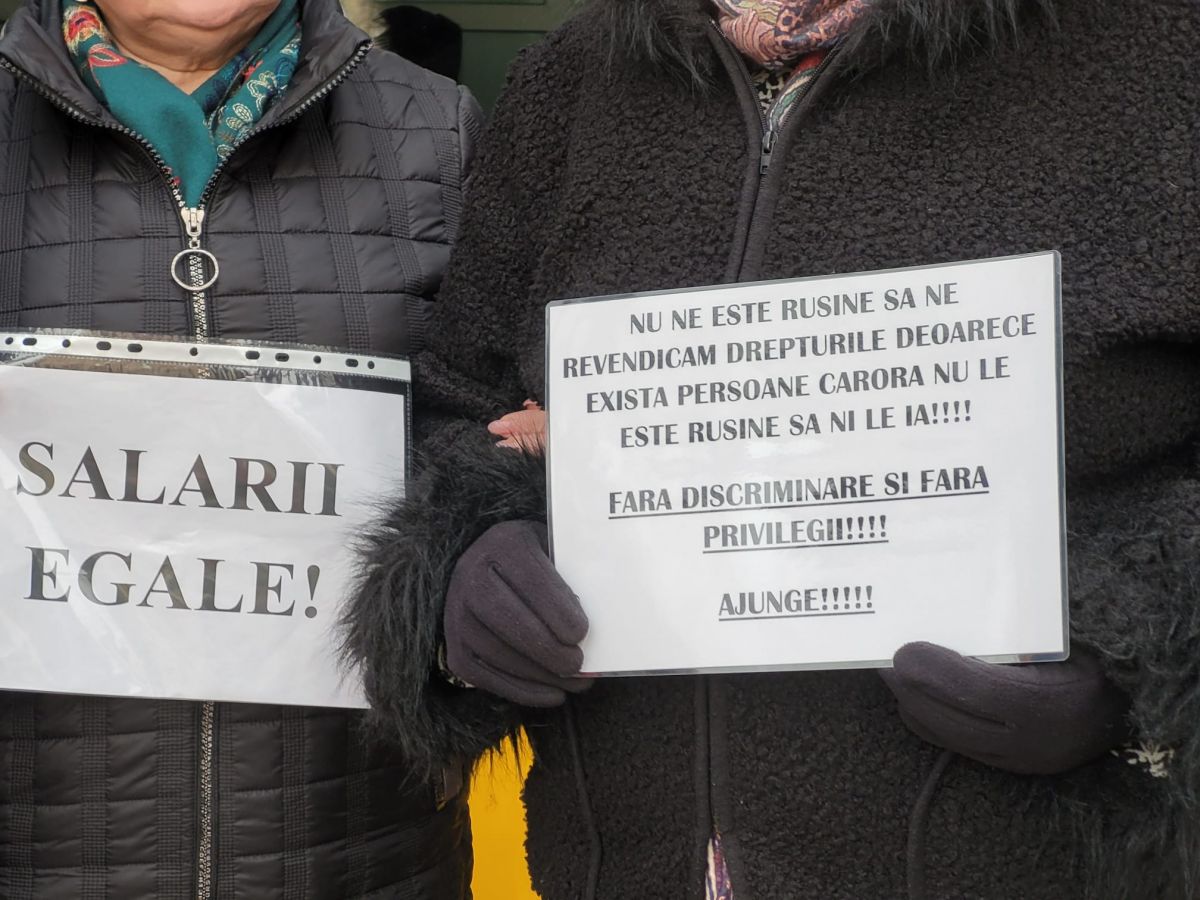 SALARII
EGALE!
NU NE ESTE RUSINE SA NE
REVENDICAM DREPTURILE DEOARECE
EXISTA PERSOANE CARORA NU LE
ESTE RUSINE SA NI LE IA!!!!
FARA DISCRIMINARE SI FARA
PRIVILEGII!!!!
AJUNGE!!!!!